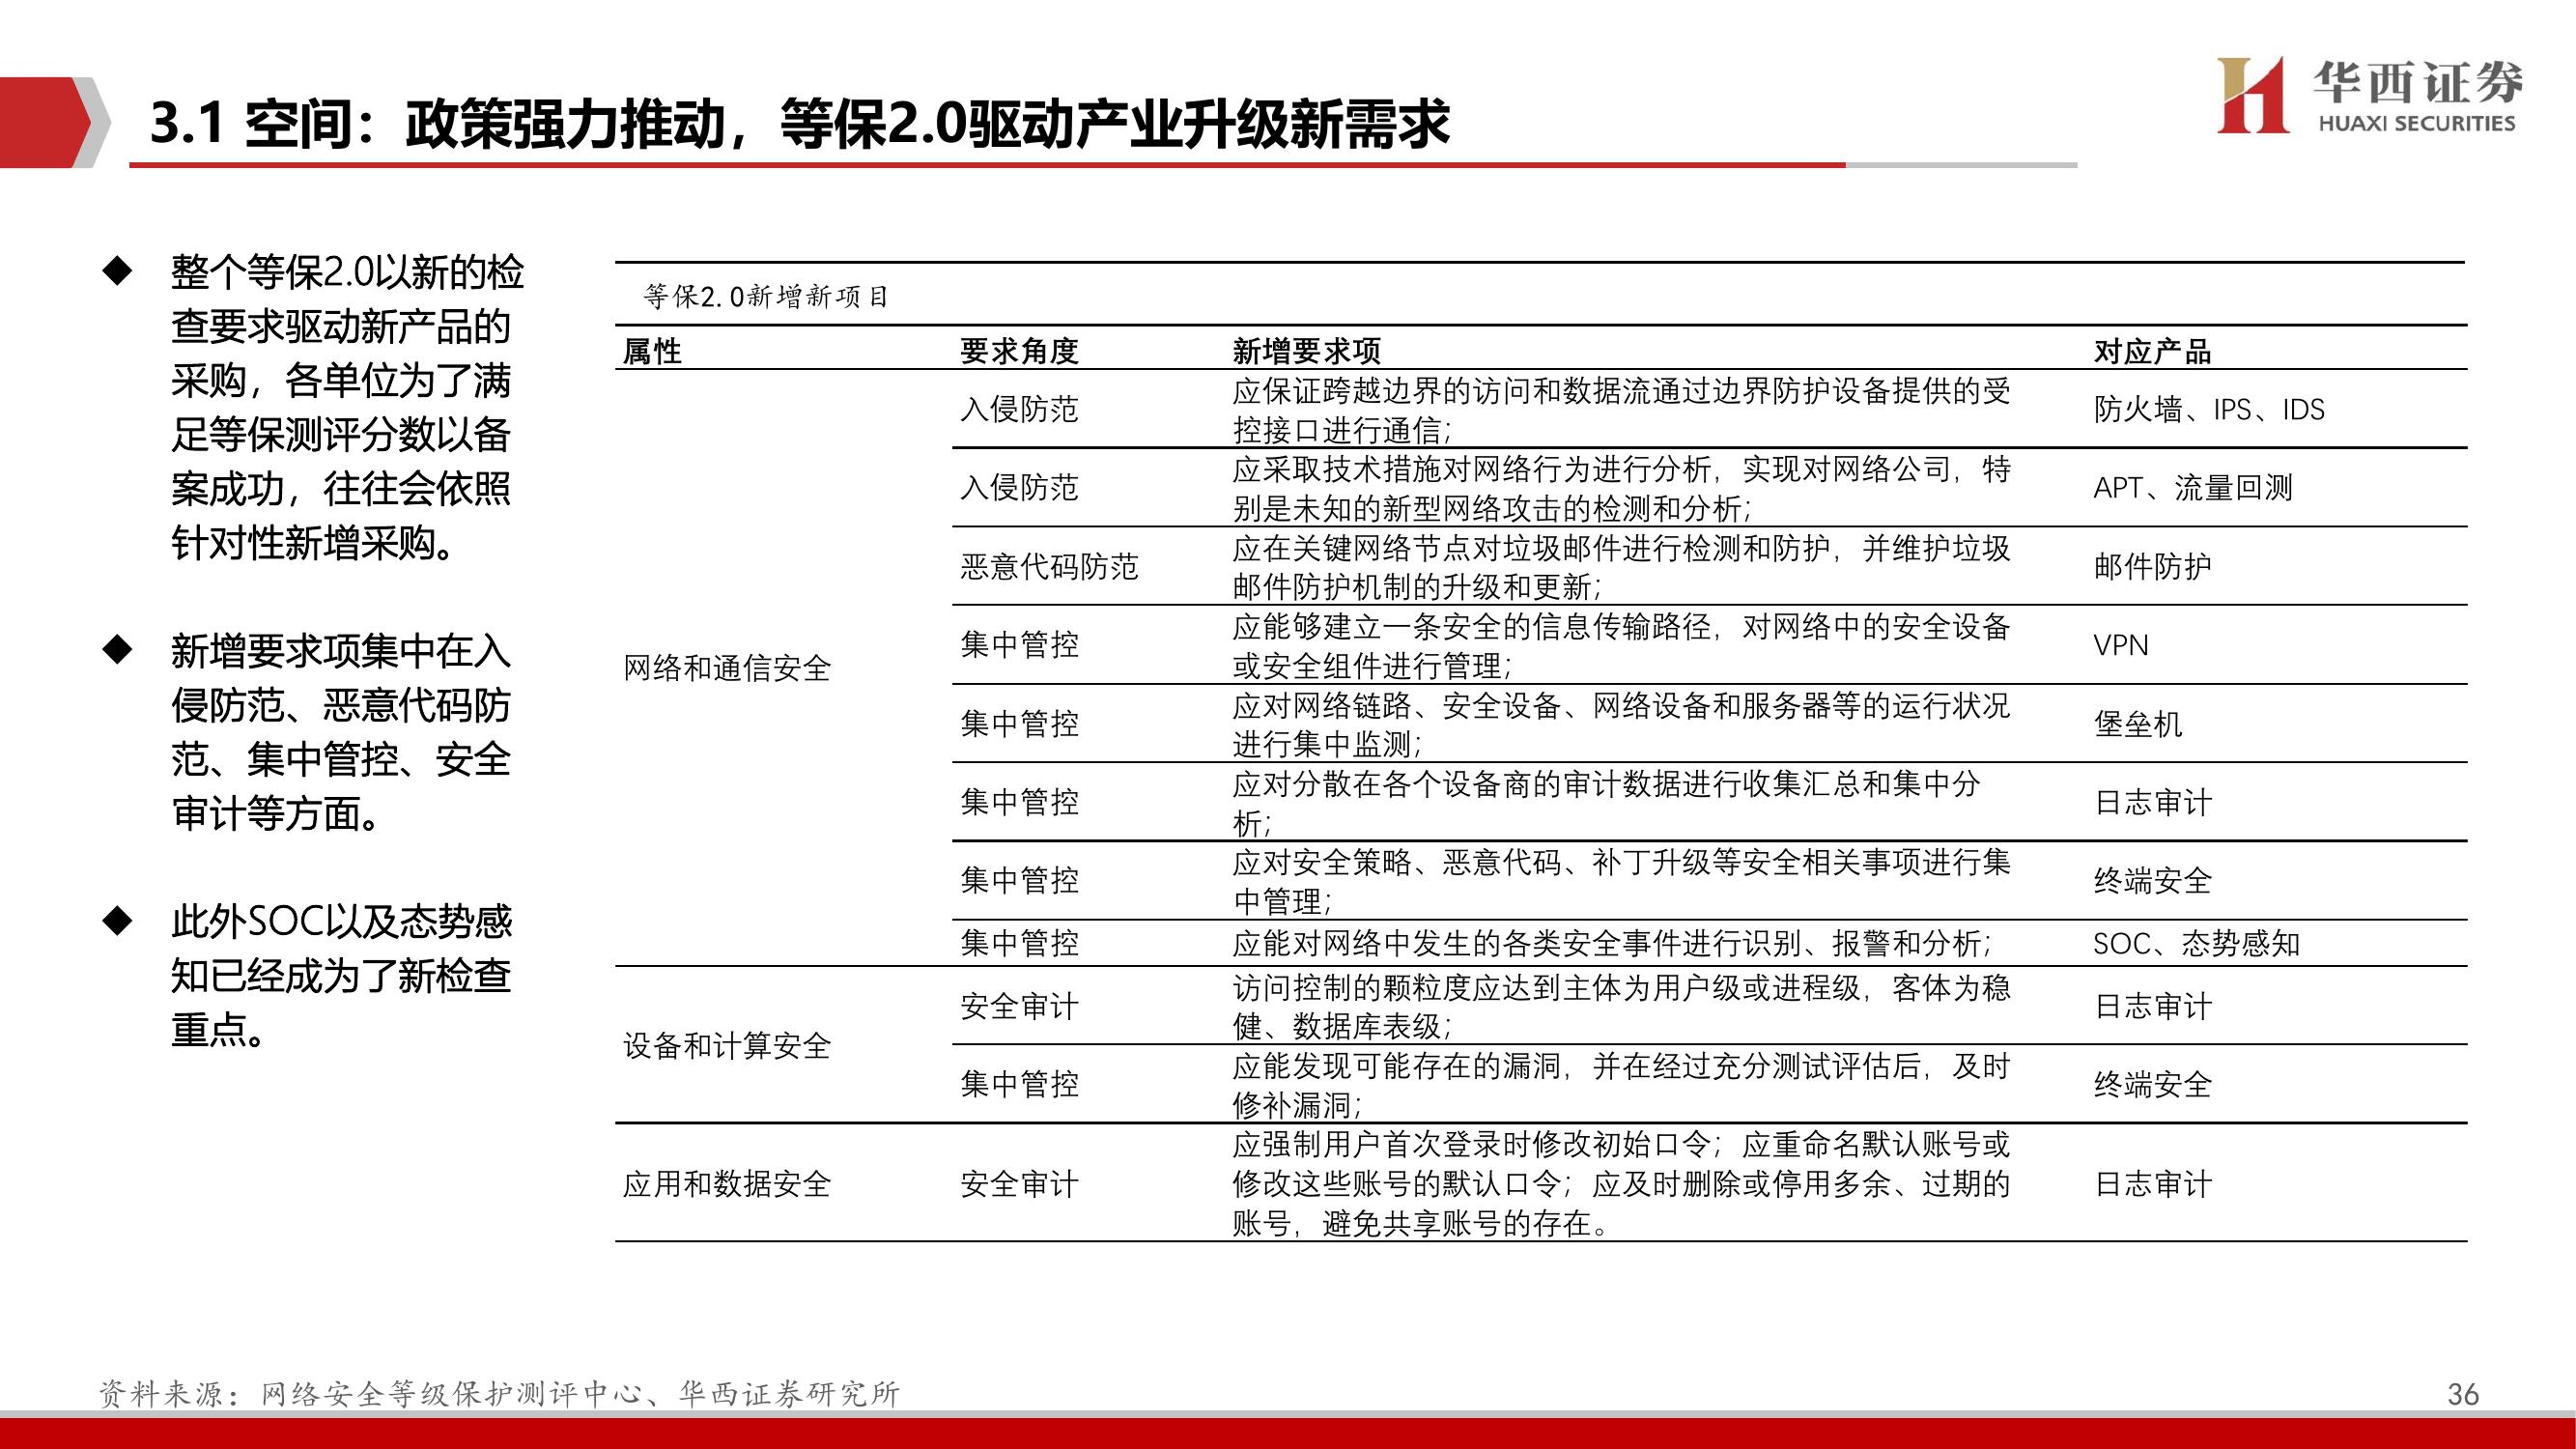 3.1 空间：政策强力推动，等保2.0驱动产业升级新需求
华西证券
HUAXI SECURITIES
◆ 整个等保2.0以新的检
查要求驱动新产品的
采购，各单位为了满
足等保测评分数以备
案成功，往往会依照
针对性新增采购。
◆ 新增要求项集中在入
侵防范、恶意代码防
范、集中管控、安全
审计等方面。
◆ 此外SOC以及态势感
知已经成为了新检查
重点。
等保2.0新增新项目
属性 要求角度 新增要求项 对应产品
网络和通信安全
入侵防范
应保证跨越边界的访问和数据流通过边界防护设备提供的受
控接口进行通信；
防火墙、IPS、IDS
入侵防范
应采取技术措施对网络行为进行分析，实现对网络公司，特
别是未知的新型网络攻击的检测和分析；
APT、流量回测
恶意代码防范
应在关键网络节点对垃圾邮件进行检测和防护，并维护垃圾
邮件防护机制的升级和更新；
邮件防护
集中管控
应能够建立一条安全的信息传输路径，对网络中的安全设备
或安全组件进行管理；
VPN
集中管控
应对网络链路、安全设备、网络设备和服务器等的运行状况
进行集中监测；
堡垒机
集中管控
应对分散在各个设备商的审计数据进行收集汇总和集中分
析；
日志审计
集中管控
应对安全策略、恶意代码、补丁升级等安全相关事项进行集
中管理；
终端安全
集中管控 应能对网络中发生的各类安全事件进行识别、报警和分析； SOC、态势感知
设备和计算安全
安全审计
访问控制的颗粒度应达到主体为用户级或进程级，客体为稳
健、数据库表级；
日志审计
集中管控
应能发现可能存在的漏洞，并在经过充分测试评估后，及时
修补漏洞；
终端安全
应用和数据安全
安全审计
应强制用户首次登录时修改初始口令；应重命名默认账号或
修改这些账号的默认口令；应及时删除或停用多余、过期的
账号，避免共享账号的存在。
日志审计
资料来源：网络安全等级保护测评中心、华西证券研究所
36